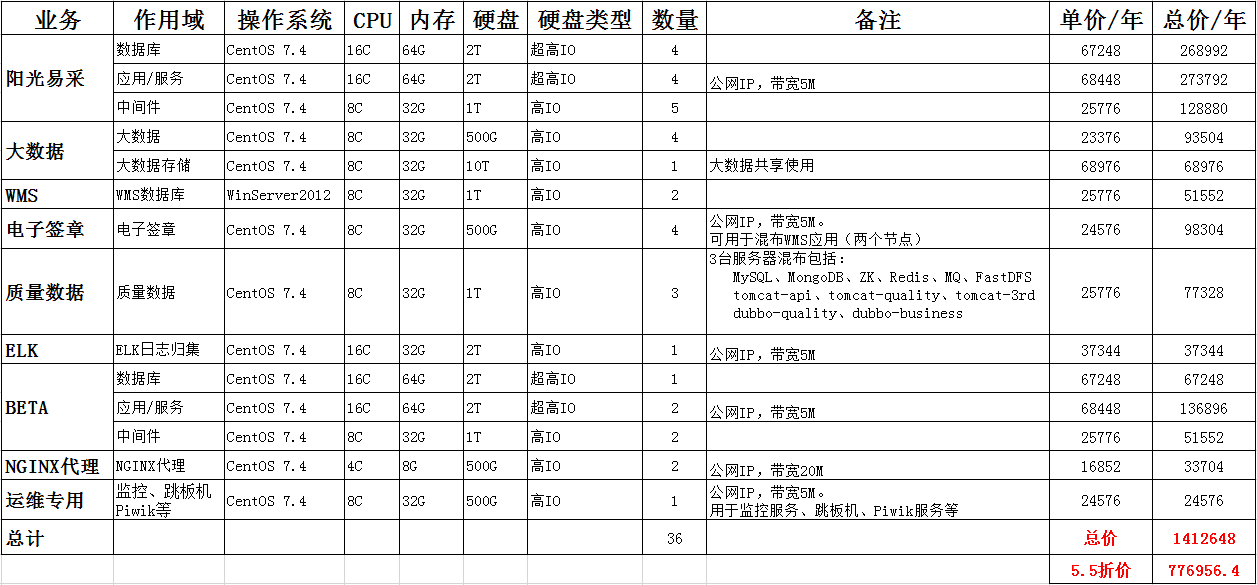 业务 作用域 操作系统 CPU 内存 硬盘 硬盘类型 数量 备注 单价/年 总价/年
阳光易采 数据库 CentOS 7.4 16C 64G 2T 超高IO 4 67248 268992
应用/服务 CentOS 7.4 16C 64G 2T 超高IO 4 公网IP，带宽5M 68448 273792
中间件 CentOS 7.4 8C 32G 1T 高IO 5 25776 128880
大数据 大数据 CentOS 7.4 8C 32G 500G 高IO 4 23376 93504
大数据存储 CentOS 7.4 8C 32G 10T 高IO 1 大数据共享使用 68976 68976
WMS WMS数据库 WinServer2012 8C 32G 1T 高IO 2 25776 51552
电子签章 电子签章 CentOS 7.4 8C 32G 500G 高IO 4 公网IP，带宽5M。 24576 98304
可用于混布WMS应用（两个节点）
质量数据 质量数据 CentOS 7.4 8C 32G 1T 高IO 3 3台服务器混布包括： 25776 77328
MySQL、MongoDB、ZK、Redis、MQ、FastDFS
tomcat-api、tomcat-quality、tomcat-3rd
dubbo-quality、dubbo-business
ELK ELK日志归集 CentOS 7.4 16C 32G 2T 高IO 1 公网IP，带宽5M 37344 37344
BETA 数据库 CentOS 7.4 16C 64G 2T 超高IO 1 67248 67248
应用/服务 CentOS 7.4 16C 64G 2T 超高IO 2 公网IP，带宽5M 68448 136896
中间件 CentOS 7.4 8C 32G 1T 高IO 2 25776 51552
NGINX代理 NGINX代理 CentOS 7.4 4C 8G 500G 高IO 2 公网IP，带宽20M 16852 33704
运维专用 监控、跳板机 CentOS 7.4 8C 32G 500G 高IO 1 公网IP，带宽5M。 24576 24576
Piwik等 用于监控服务、跳板机、Piwik服务等
总计 36 总价 1412648
5.5折价 776956.4